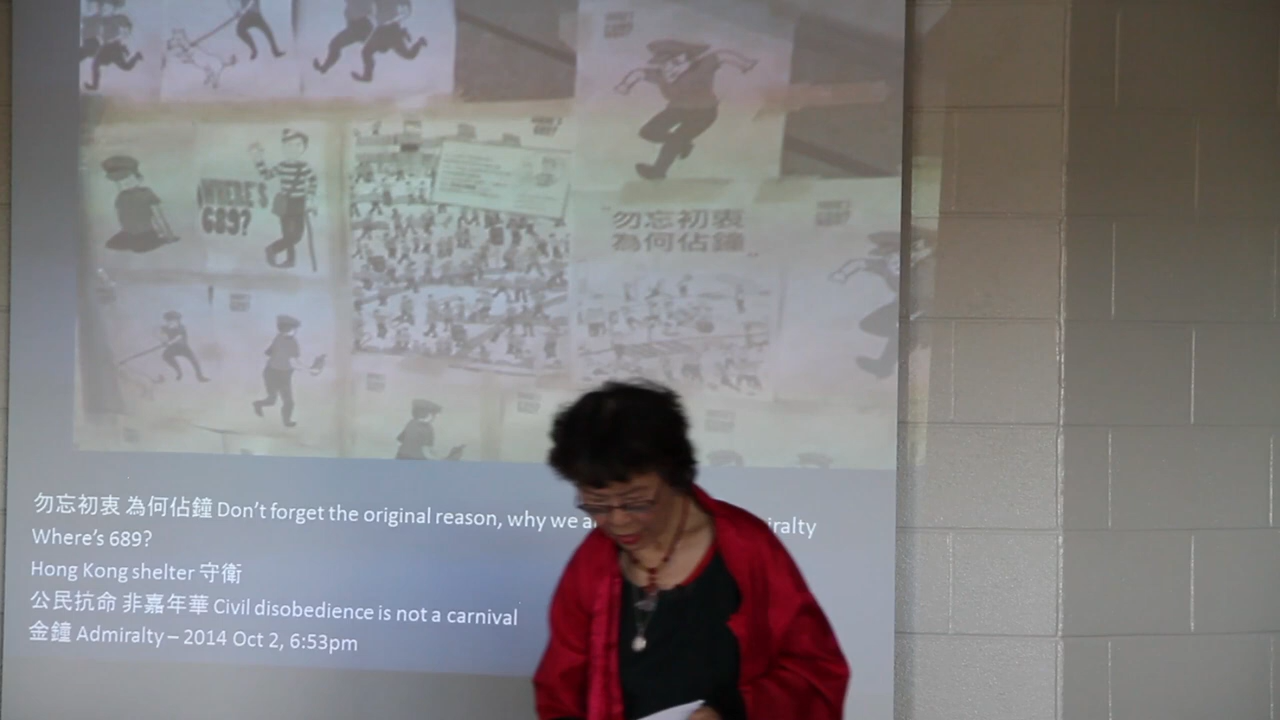 WHERE'S
689?
勿忘初衷
為何佔鐘
勿忘初衷 為何佔鐘 Don't forget the original reason, why we a iralty
Where's 689?
Hong Kong shelter 守衛
公民抗命 非嘉年華 Civil disobedience is not a carnival
金鐘 Admiralty – 2014 Oct 2, 6:53pm